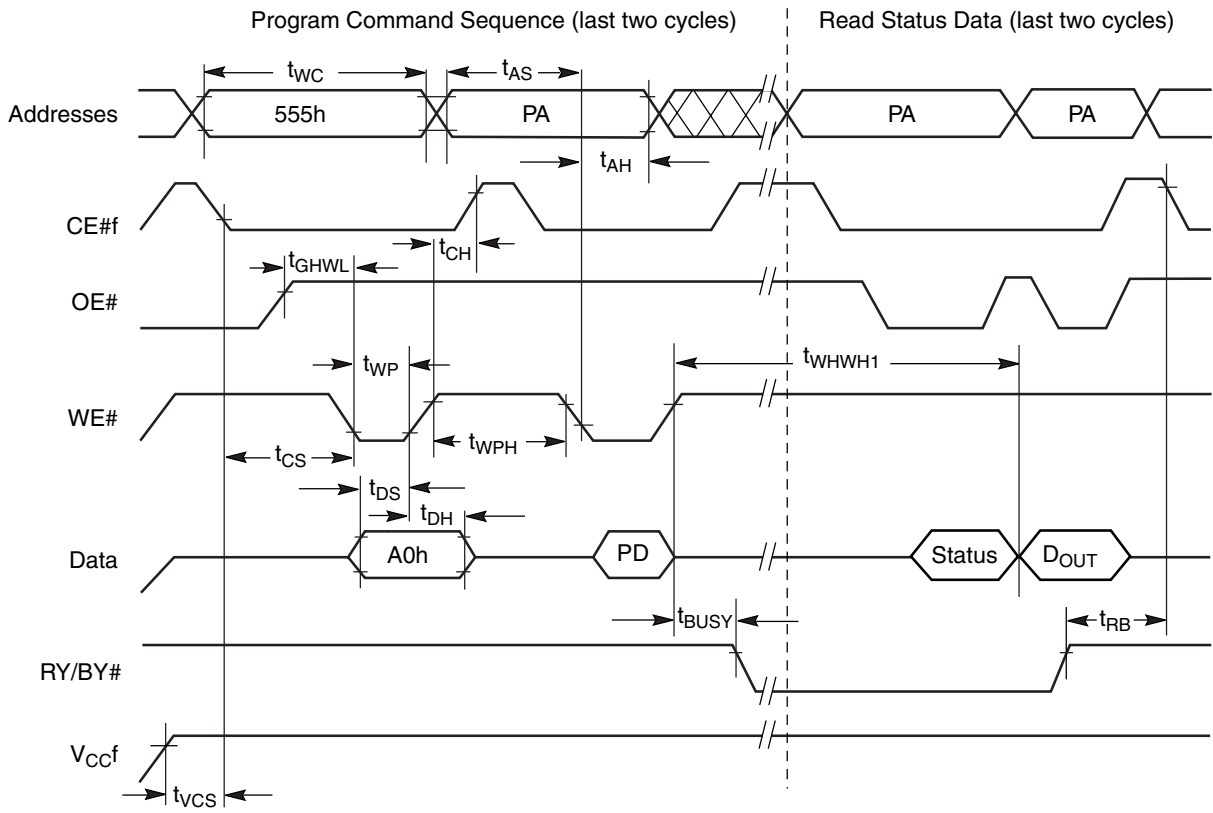 Program Command Sequence (last two cycles)
Read Status Data (last two cycles)
tWC
tAS
Addresses
555h
PA
PA
PA
tAH
CE#f
tCH
tGHWL
OE#
tWP
tWHWH1
WE#
tWPH
tCS
tDS
tDH
Data
A0h
PD
Status
DOUT
tBUSY
tRB
RY/BY#
VCCf
tVCS